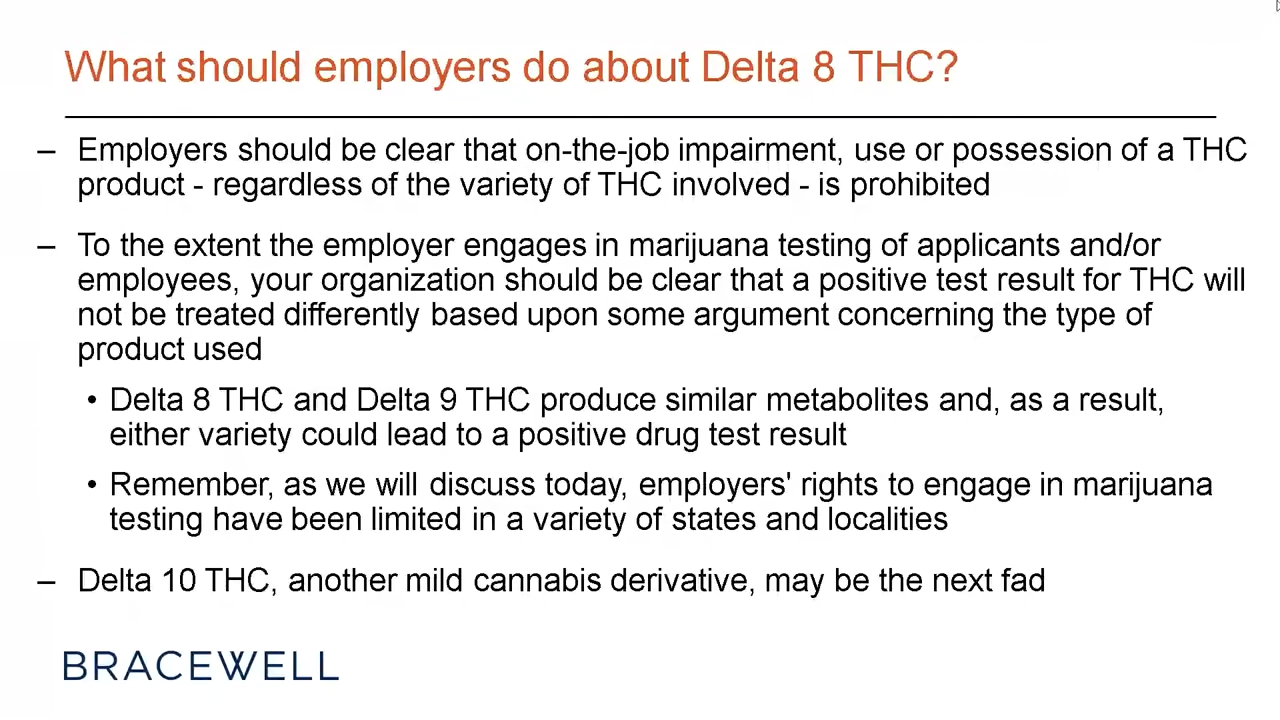 What should employers do about Delta 8 THC?
– Employers should be clear that on-the-job impairment, use or possession of a THC
product - regardless of the variety of THC involved - is prohibited
– To the extent the employer engages in marijuana testing of applicants and/or
employees, your organization should be clear that a positive test result for THC will
not be treated differently based upon some argument concerning the type of
product used
• Delta 8 THC and Delta 9 THC produce similar metabolites and, as a result,
either variety could lead to a positive drug test result
• Remember, as we will discuss today, employers' rights to engage in marijuana
testing have been limited in a variety of states and localities
– Delta 10 THC, another mild cannabis derivative, may be the next fad
BRACEWELL